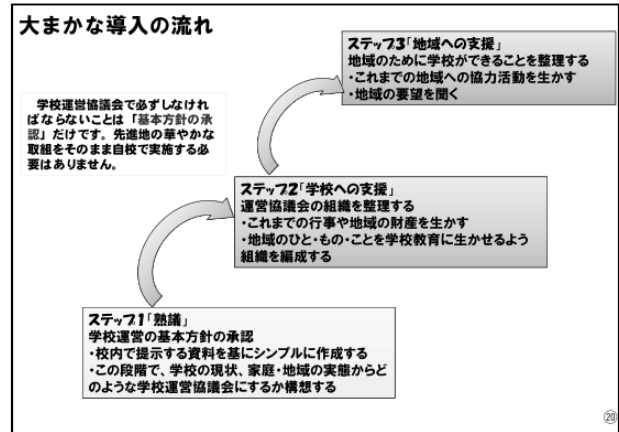 大まかな導入の流れ
ステップ3「地域への支援」
地域のために学校ができることを整理する
・これまでの地域への協力活動を生かす
・地域の要望を聞く
学校運営協議会で必ずしなけれ
ばならないことは「基本方針の承
認」だけです。先進地の華やかな
取組をそのまま自校で実施する必
要はありません。
ステップ2「学校への支援」
運営協議会の組織を整理する
・これまでの行事や地域の財産を生かす
・地域のひと・もの・ことを学校教育に生かせるよう
組織を編成する
ステップ1「熟議」
学校運営の基本方針の承認
・校内で提示する資料を基にシンプルに作成する
・この段階で、学校の現状、家庭・地域の実態からど
のような学校運営協議会にするか構想する
⑳